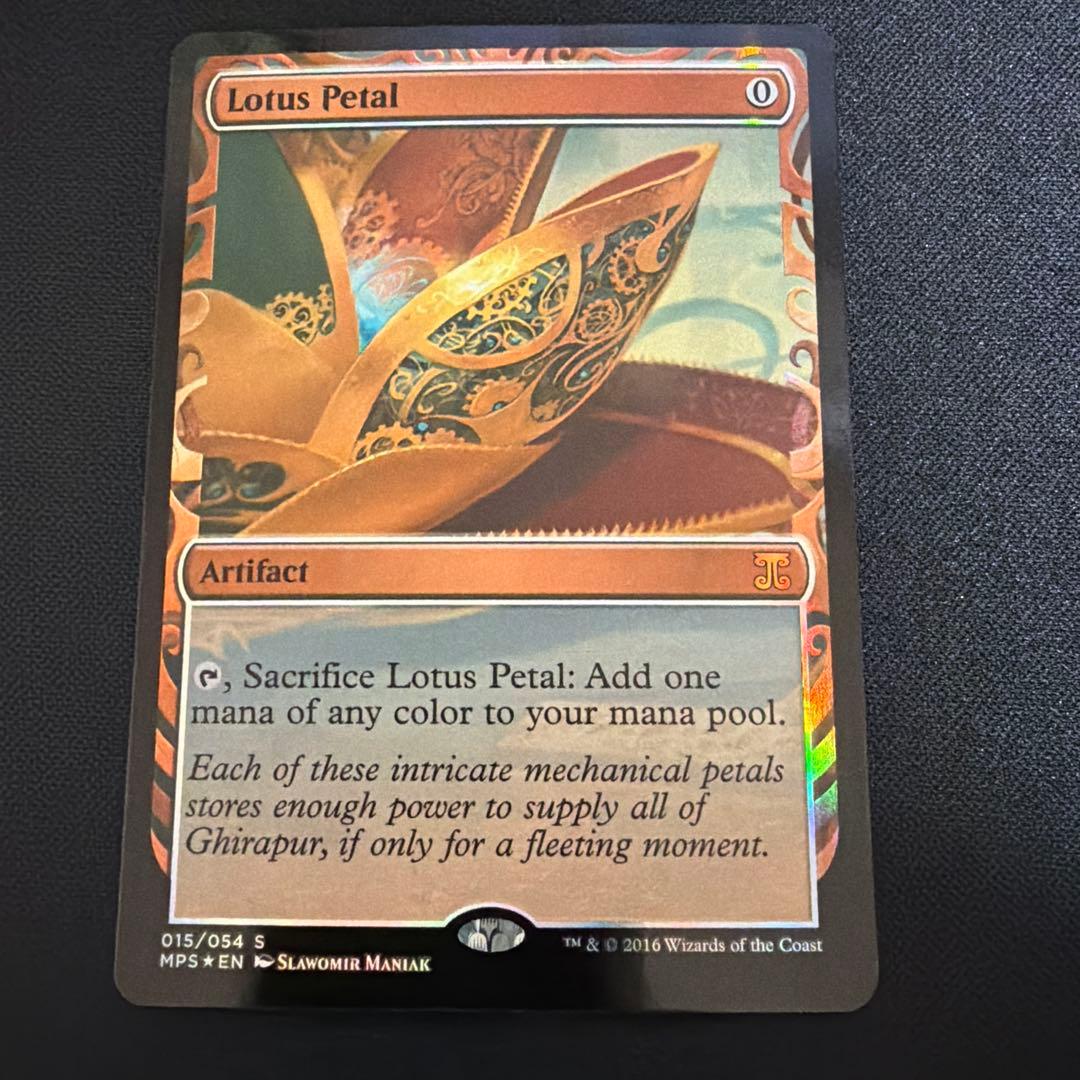 Lotus Petal 0
Artifact
, Sacrifice Lotus Petal: Add one
mana of any color to your mana pool.
Each of these intricate mechanical petals
stores enough power to supply all of
Ghirapur, if only for a fleeting moment.
015/054 S
MPS★EN SLAWOMIR MANIAK
™ & © 2016 Wizards of the Coast